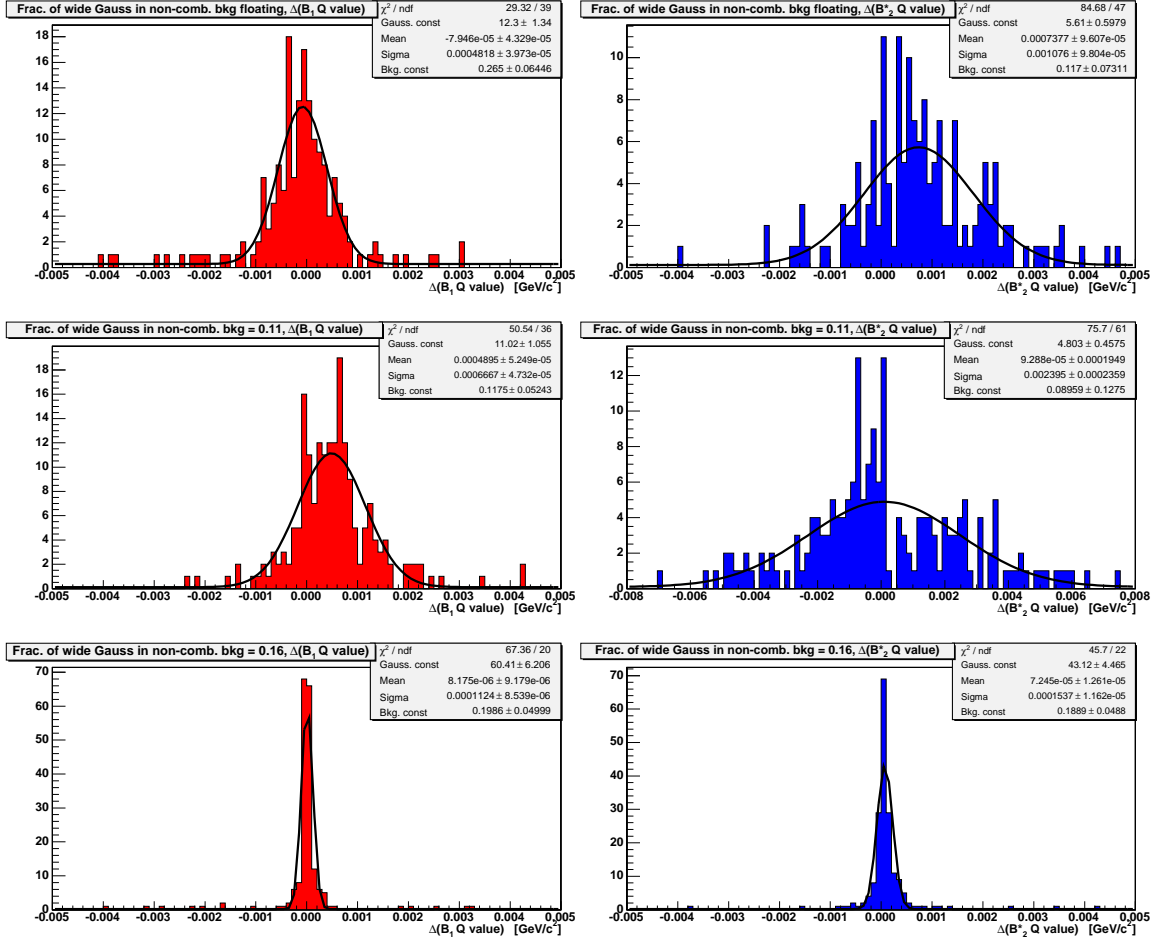 Frac. of wide Gauss in non-comb. bkg floating, Δ(B₁ Q value)
χ² / ndf 29.32 / 39
Gauss. const 12.3 ± 1.34
Mean -7.946e-05 ± 4.329e-05
Sigma 0.0004818 ± 3.973e-05
Bkg. const 0.265 ± 0.06446
18
16
14
12
10
8
6
4
2
0
-0.005 -0.004 -0.003 -0.002 -0.001 0.000 0.001 0.002 0.003 0.004 0.005
Δ(B₁ Q value) [GeV/c²]
Frac. of wide Gauss in non-comb. bkg floating, Δ(B*₂ Q value)
χ² / ndf 84.68 / 47
Gauss. const 5.61 ± 0.5979
Mean 0.0007377 ± 9.607e-05
Sigma 0.001076 ± 9.804e-05
Bkg. const 0.117 ± 0.07311
10
8
6
4
2
0
-0.005 -0.003 -0.002 -0.001 0.000 0.001 0.002 0.003 0.004 0.005
Δ(B*₂ Q value) [GeV/c²]
Frac. of wide Gauss in non-comb. bkg = 0.11, Δ(B₁ Q value)
χ² / ndf 50.54 / 36
Gauss. const 11.02 ± 1.055
Mean 0.0004895 ± 5.249e-05
Sigma 0.0006667 ± 4.732e-05
Bkg. const 0.1175 ± 0.05243
18
16
14
12
10
8
6
4
2
0
-0.005 -0.004 -0.003 -0.002 -0.001 0.000 0.001 0.002 0.003 0.004 0.005
Δ(B₁ Q value) [GeV/c²]
Frac. of wide Gauss in non-comb. bkg = 0.11, Δ(B*₂ Q value)
χ² / ndf 75.7 / 61
Gauss. const 4.803 ± 0.4575
Mean 9.288e-05 ± 0.0001949
Sigma 0.002395 ± 0.0002359
Bkg. const 0.08959 ± 0.1275
12
10
8
6
4
2
0
-0.008 -0.006 -0.004 -0.002 0.000 0.002 0.004 0.006 0.008
Δ(B*₂ Q value) [GeV/c²]
Frac. of wide Gauss in non-comb. bkg = 0.16, Δ(B₁ Q value)
χ² / ndf 67.36 / 20
Gauss. const 60.41 ± 6.206
Mean 8.175e-06 ± 9.179e-06
Sigma 0.0001124 ± 8.539e-06
Bkg. const 0.1986 ± 0.04999
70
60
50
40
30
20
10
0
-0.005 -0.004 -0.003 -0.002 -0.001 0.000 0.001 0.002 0.003 0.004 0.005
Δ(B₁ Q value) [GeV/c²]
Frac. of wide Gauss in non-comb. bkg = 0.16, Δ(B*₂ Q value)
χ² / ndf 45.7 / 22
Gauss. const 43.12 ± 4.465
Mean 7.245e-05 ± 1.261e-05
Sigma 0.0001537 ± 1.162e-05
Bkg. const 0.1889 ± 0.0488
70
60
50
40
30
20
10
0
-0.005 -0.004 -0.003 -0.002 -0.001 0.000 0.001 0.002 0.003 0.004 0.005
Δ(B*₂ Q value) [GeV/c²]